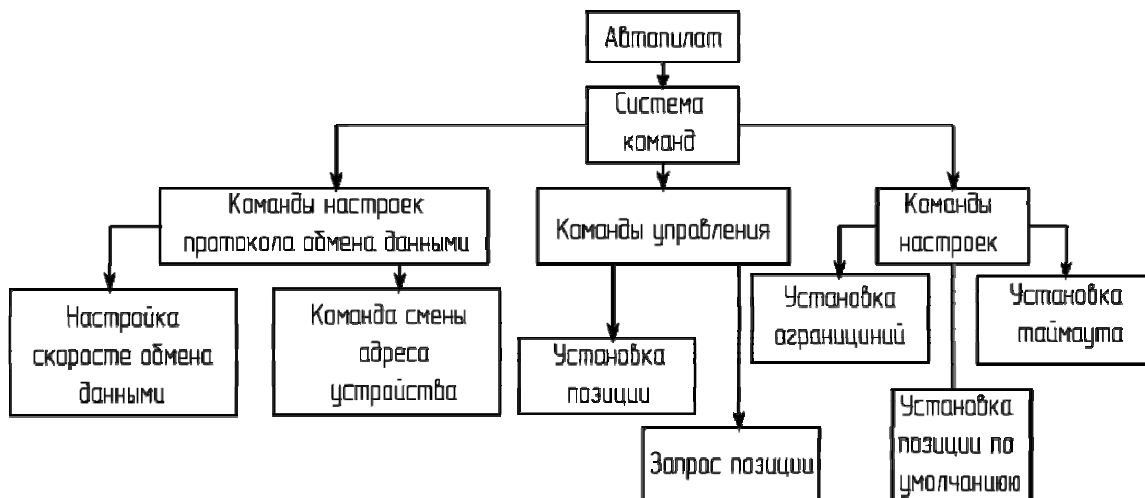 Автопилот
Система
команд
Команды настроек
протокола обмена данными
Команды управления
Команды
настроек
Настройка
скоросте обмена
данными
Команда смены
адреса
устройства
Установка
позиции
Запрос позиции
Установка
огранициний
Установка
позиции по
умолчанию
Установка
таймаута